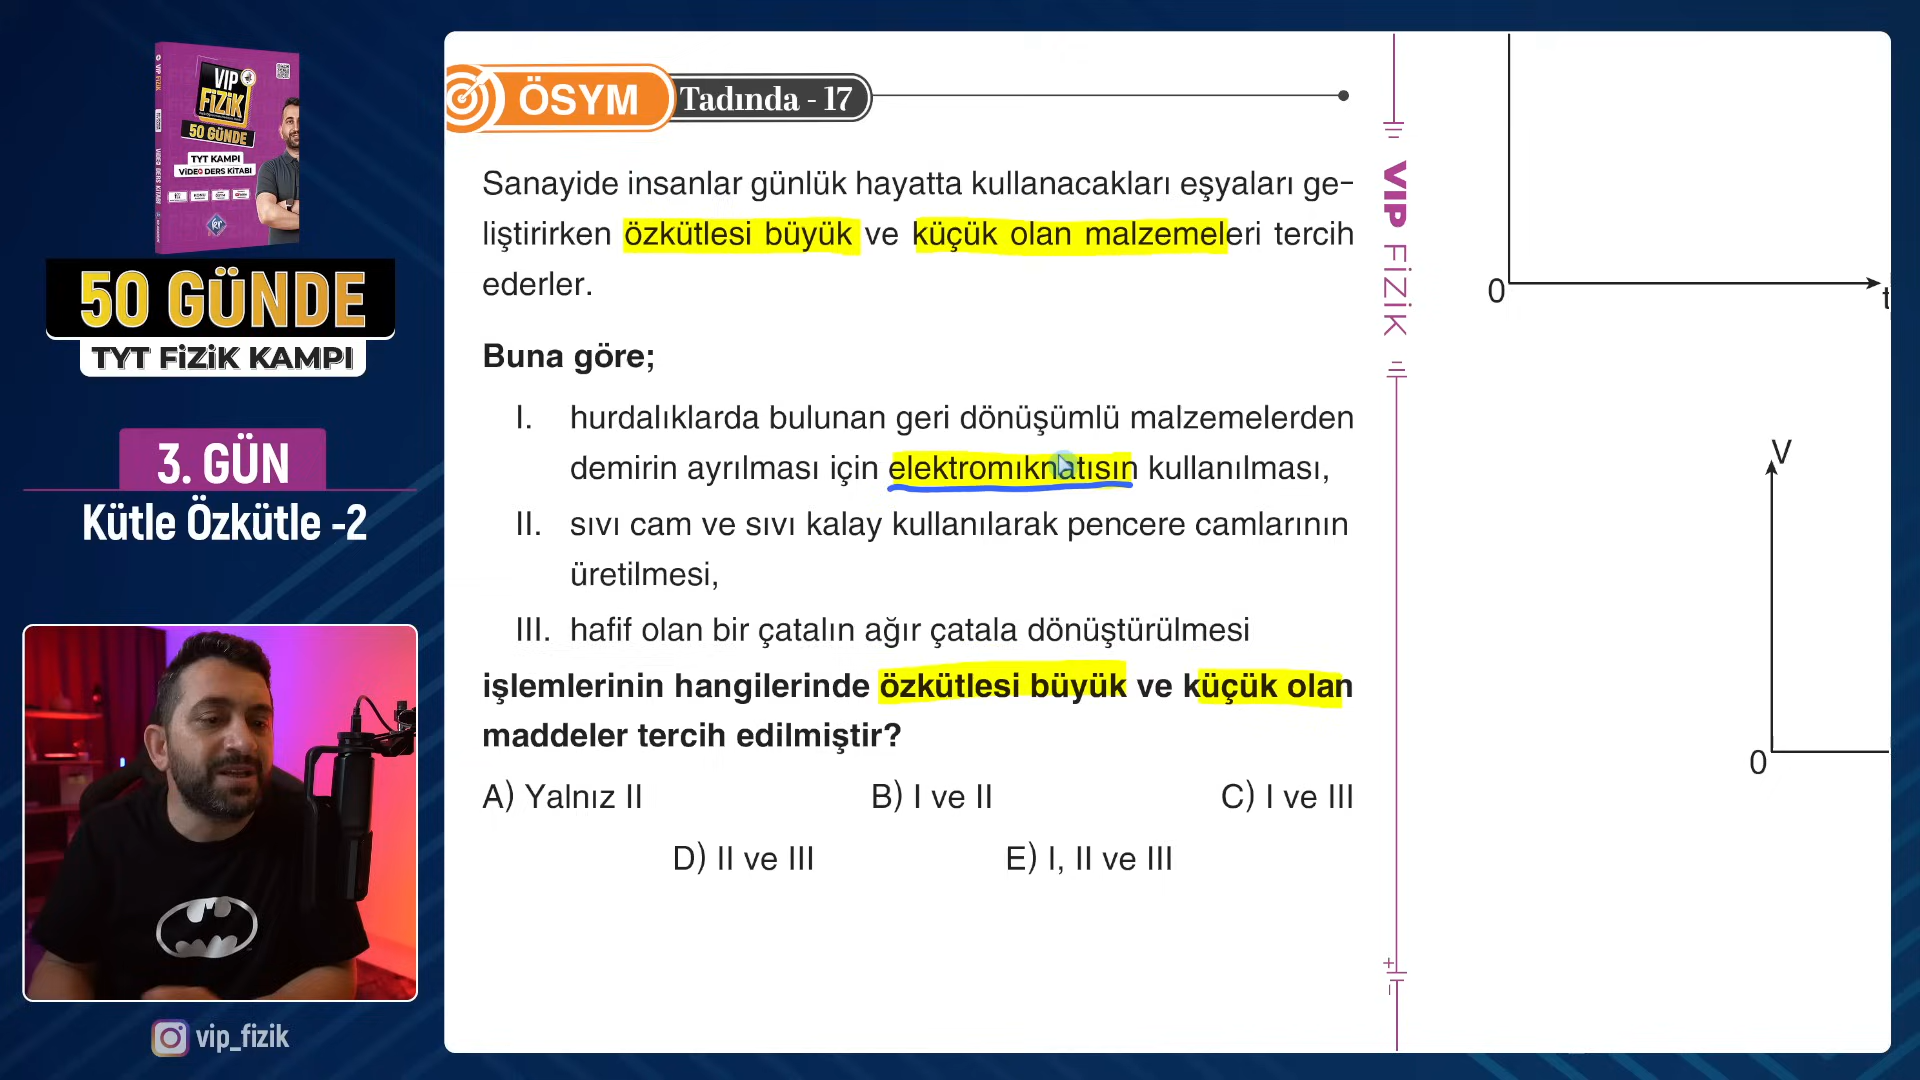 VIP
FİZİK
50 GÜNDE
TYT KAMPI
VİDEO DERS KİTABI
50 GÜNDE
TYT FİZİK KAMPI
3. GÜN
Kütle Özkütle -2
vip_fizik
ÖSYM Tadında - 17
Sanayide insanlar günlük hayatta kullanacakları eşyaları ge-
liştirirken özkütlesi büyük ve küçük olan malzemeleri tercih
ederler.
Buna göre;
I. hurdalıklarda bulunan geri dönüşümlü malzemelerden
demirin ayrılması için elektromıknatısın kullanılması,
II. sıvı cam ve sıvı kalay kullanılarak pencere camlarının
üretilmesi,
III. hafif olan bir çatalın ağır çatala dönüştürülmesi
işlemlerinin hangilerinde özkütlesi büyük ve küçük olan
maddeler tercih edilmiştir?
A) Yalnız II B) I ve II C) I ve III
D) II ve III E) I, II ve III
VIP FİZİK
0 t
V
0